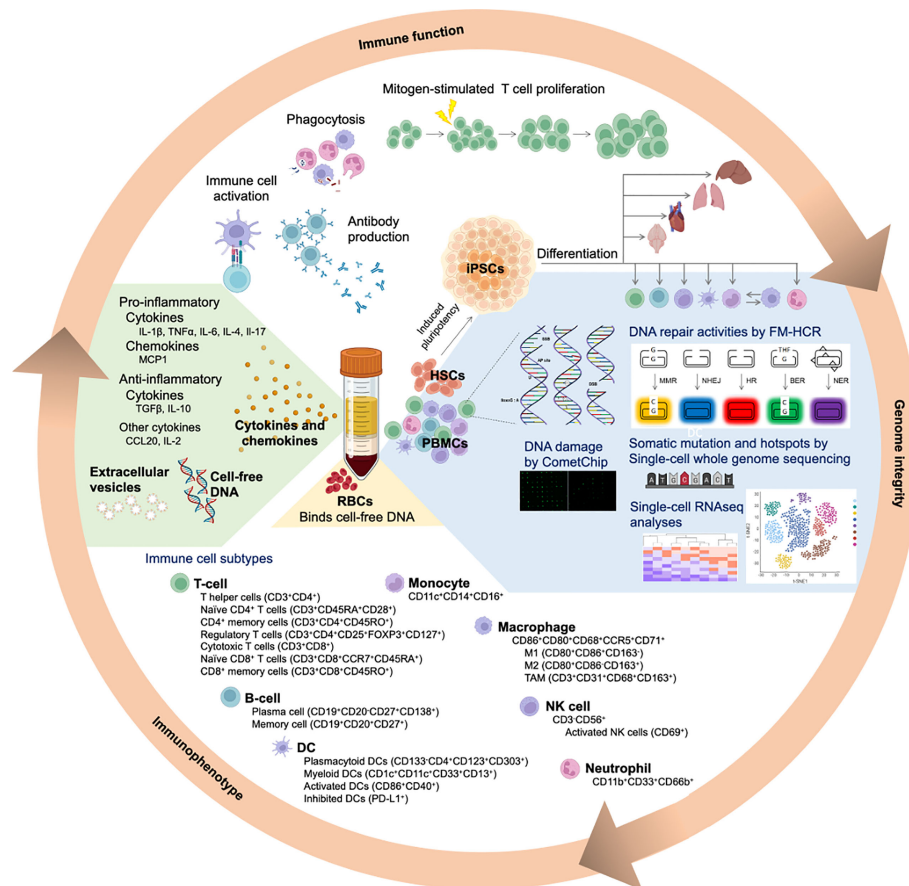 Immune function
Mitogen-stimulated T cell proliferation
Phagocytosis
Immune cell
activation
Antibody
production
iPSCs
Differentiation
Induced
pluripotency
Genome integrity
Pro-inflammatory
Cytokines
IL-1β, TNFα, IL-6, IL-4, Il-17
Chemokines
MCP1
Anti-inflammatory
Cytokines
TGFβ, IL-10
Other cytokines
CCL20, IL-2
Cytokines and
chemokines
Extracellular
vesicles
Cell-free
DNA
HSCs
PBMCs
RBCs
Binds cell-free DNA
SSB
AP site
DSB
DNA damage
by CometChip
DNA repair activities by FM-HCR
G
G
THF
G
MMR
NHEJ
HR
BER
NER
C
G
C
G
Somatic mutation and hotspots by
Single-cell whole genome sequencing
A T G C G A C T
Single-cell RNAseq
analyses
t-SNE2
t-SNE1
Immune cell subtypes
T-cell
T helper cells (CD3⁺CD4⁺)
Naïve CD4⁺ T cells (CD3⁺CD45RA⁺CD28⁺)
CD4⁺ memory cells (CD3⁺CD4⁺CD45RO⁺)
Regulatory T cells (CD3⁺CD4⁺CD25⁺FOXP3⁺CD127⁺)
Cytotoxic T cells (CD3⁺CD8⁺)
Naïve CD8⁺ T cells (CD3⁺CD8⁺CCR7⁺CD45RA⁺)
CD8⁺ memory cells (CD3⁺CD8⁺CD45RO⁺)
B-cell
Plasma cell (CD19⁺CD20⁻CD27⁺CD138⁺)
Memory cell (CD19⁺CD20⁺CD27⁺)
DC
Plasmacytoid DCs (CD133⁻CD4⁺CD123⁺CD303⁺)
Myeloid DCs (CD1c⁺CD11c⁺CD33⁺CD13⁺)
Activated DCs (CD86⁺CD40⁺)
Inhibited DCs (PD-L1⁺)
Monocyte
CD11c⁺CD14⁺CD16⁺
Macrophage
CD86⁺CD80⁺CD68⁺CCR5⁺CD71⁺
M1 (CD80⁺CD86⁺CD163⁻)
M2 (CD80⁺CD86⁻CD163⁺)
TAM (CD3⁺CD31⁺CD68⁺CD163⁺)
NK cell
CD3⁻CD56⁺
Activated NK cells (CD69⁺)
Neutrophil
CD11b⁺CD33⁺CD66b⁺
Immunophenotype